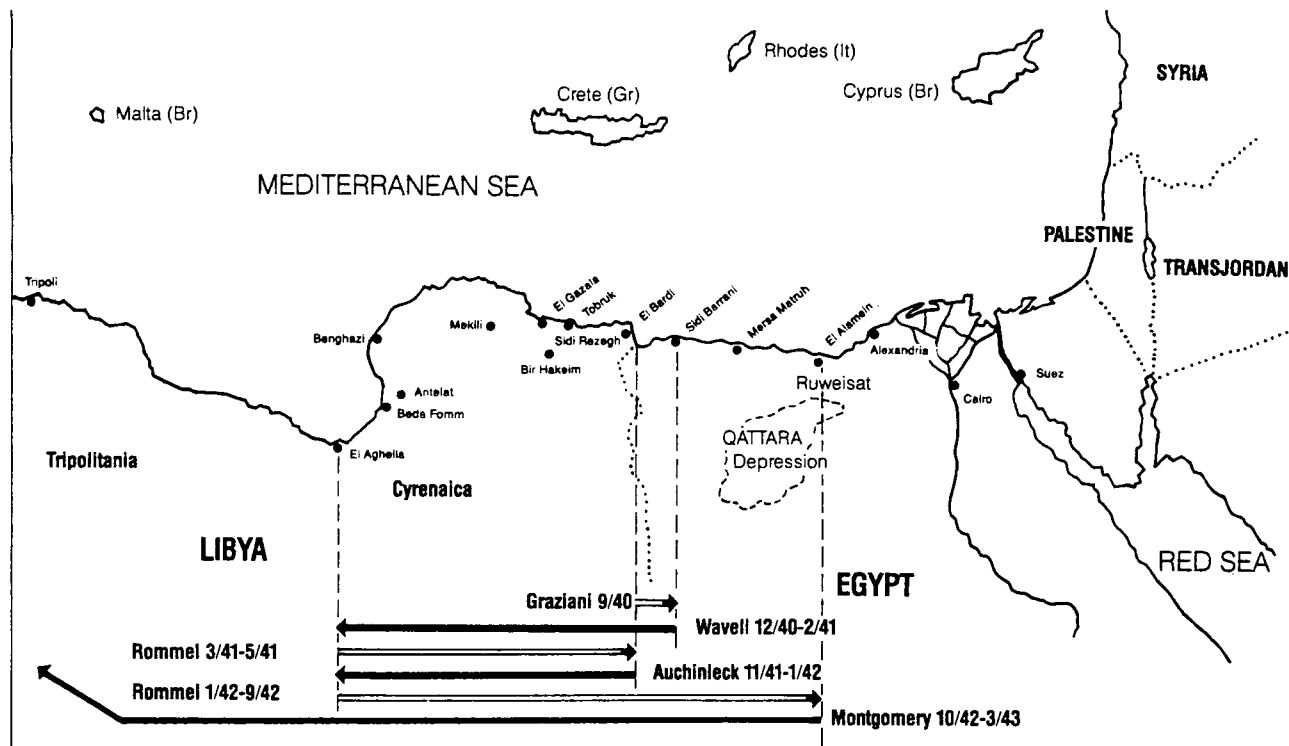 Rhodes (It)
Cyprus (Br)
SYRIA
Malta (Br)
Crete (Gr)
MEDITERRANEAN SEA
PALESTINE
TRANSJORDAN
Tripoli
El Gazala
Tobruk
El Bardi
Sidi Barrani
Mersa Matruh
El Alamein
Benghazi
Mekili
Sidi Rezegh
Bir Hakeim
Alexandria
Ruweisat
Cairo
Suez
Antelat
Beda Fomm
El Agheila
QATTARA
Depression
Tripolitania
Cyrenaica
LIBYA
EGYPT
RED SEA
Graziani 9/40
Wavell 12/40-2/41
Rommel 3/41-5/41
Auchinleck 11/41-1/42
Rommel 1/42-9/42
Montgomery 10/42-3/43